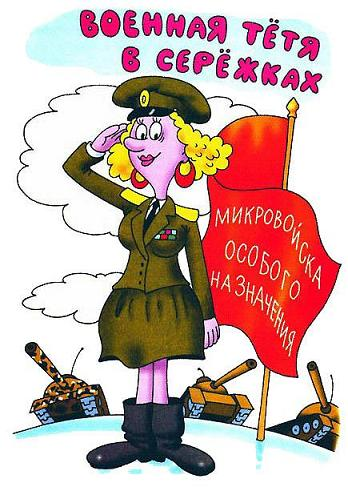 ВОЕННАЯ ТЁТЯ
В СЕРЁЖКАХ
МИКРОВОЙСКА
ОСОБОГО
НАЗНАЧЕНИЯ